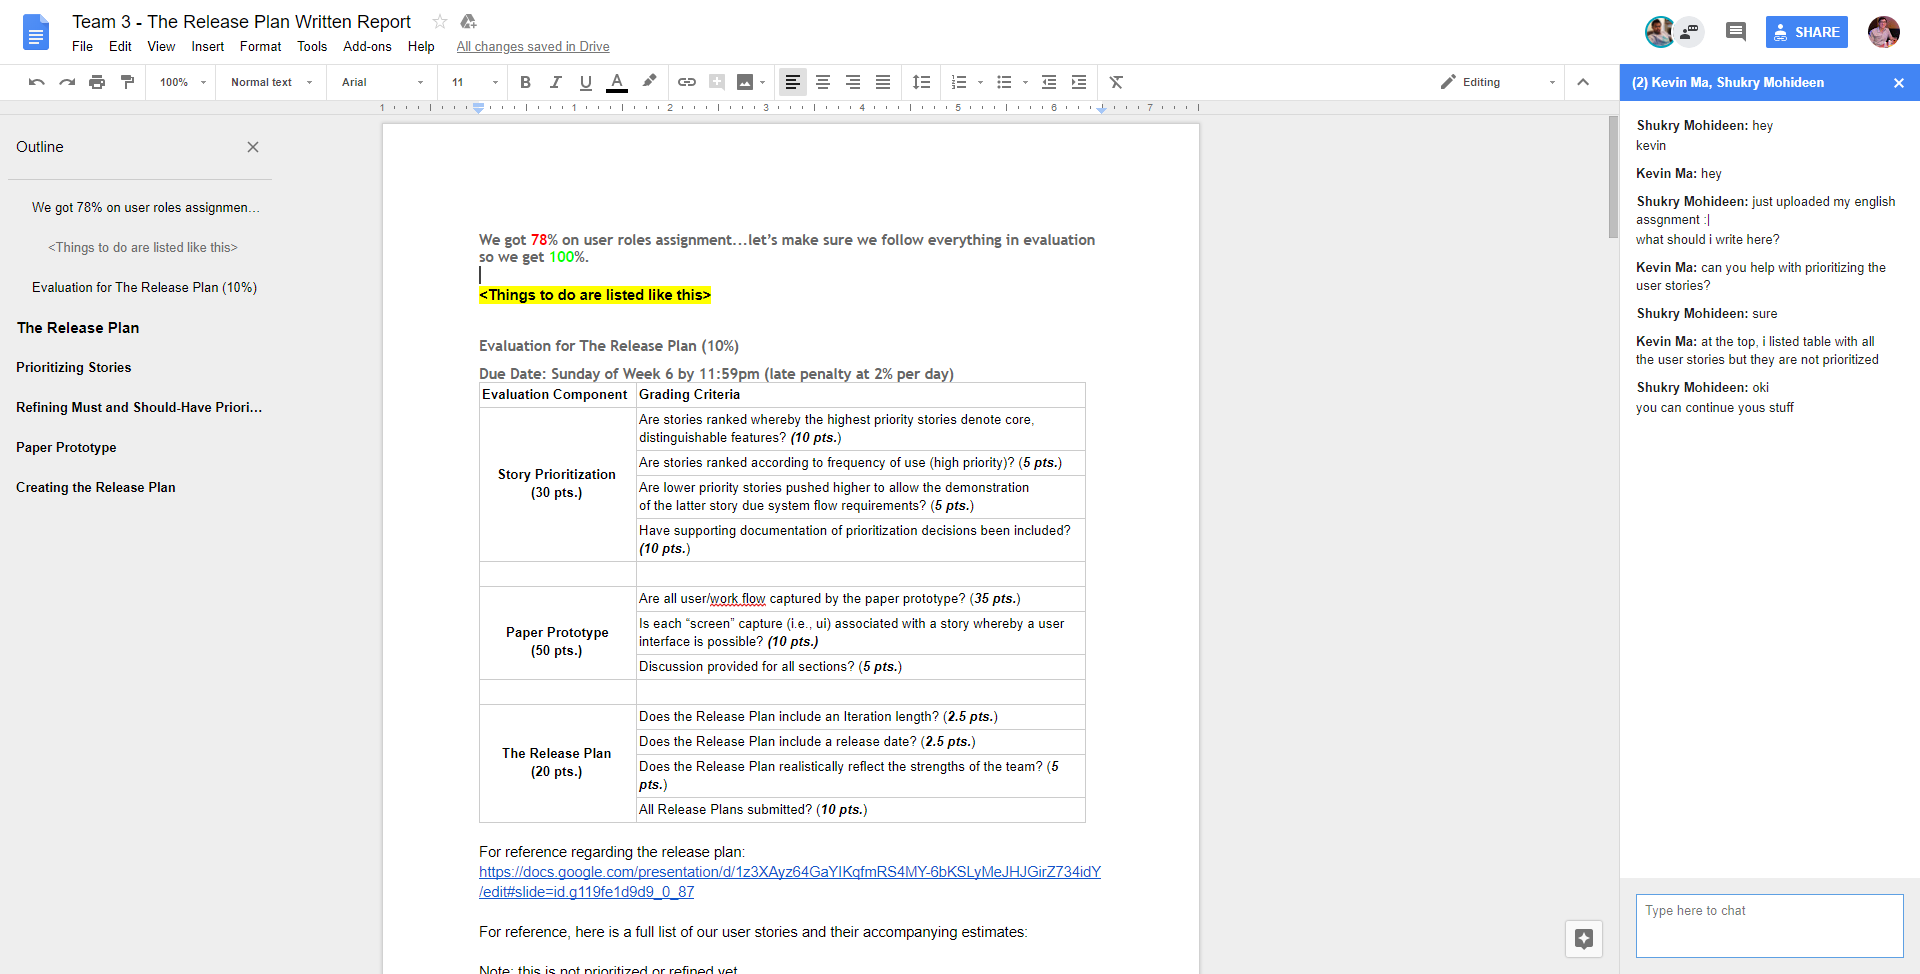 Team 3 - The Release Plan Written Report
File Edit View Insert Format Tools Add-ons Help All changes saved in Drive
SHARE
100% Normal text Arial 11 B I U A Editing
(2) Kevin Ma, Shukry Mohideen
1 1 2 3 4 5 6 7
Outline
We got 78% on user roles assignmen...
<Things to do are listed like this>
Evaluation for The Release Plan (10%)
The Release Plan
Prioritizing Stories
Refining Must and Should-Have Priori...
Paper Prototype
Creating the Release Plan
We got 78% on user roles assignment...let's make sure we follow everything in evaluation
so we get 100%.
<Things to do are listed like this>
Evaluation for The Release Plan (10%)
Due Date: Sunday of Week 6 by 11:59pm (late penalty at 2% per day)
Evaluation Component Grading Criteria
Story Prioritization
(30 pts.)
Are stories ranked whereby the highest priority stories denote core,
distinguishable features? (10 pts.)
Are stories ranked according to frequency of use (high priority)? (5 pts.)
Are lower priority stories pushed higher to allow the demonstration
of the latter story due system flow requirements? (5 pts.)
Have supporting documentation of prioritization decisions been included?
(10 pts.)
Paper Prototype
(50 pts.)
Are all user/work flow captured by the paper prototype? (35 pts.)
Is each “screen” capture (i.e., ui) associated with a story whereby a user
interface is possible? (10 pts.)
Discussion provided for all sections? (5 pts.)
The Release Plan
(20 pts.)
Does the Release Plan include an Iteration length? (2.5 pts.)
Does the Release Plan include a release date? (2.5 pts.)
Does the Release Plan realistically reflect the strengths of the team? (5
pts.)
All Release Plans submitted? (10 pts.)
For reference regarding the release plan:
https://docs.google.com/presentation/d/1z3XAyz64GaYIKqfmRS4MY-6bKSLyMeJHJGirZ734idY
/edit#slide=id.g119fe1d9d9_0_87
For reference, here is a full list of our user stories and their accompanying estimates:
Note: this is not prioritized or refined yet
Shukry Mohideen: hey
kevin
Kevin Ma: hey
Shukry Mohideen: just uploaded my english
assgnment :|
what should i write here?
Kevin Ma: can you help with prioritizing the
user stories?
Shukry Mohideen: sure
Kevin Ma: at the top, i listed table with all
the user stories but they are not prioritized
Shukry Mohideen: oki
you can continue yous stuff
Type here to chat